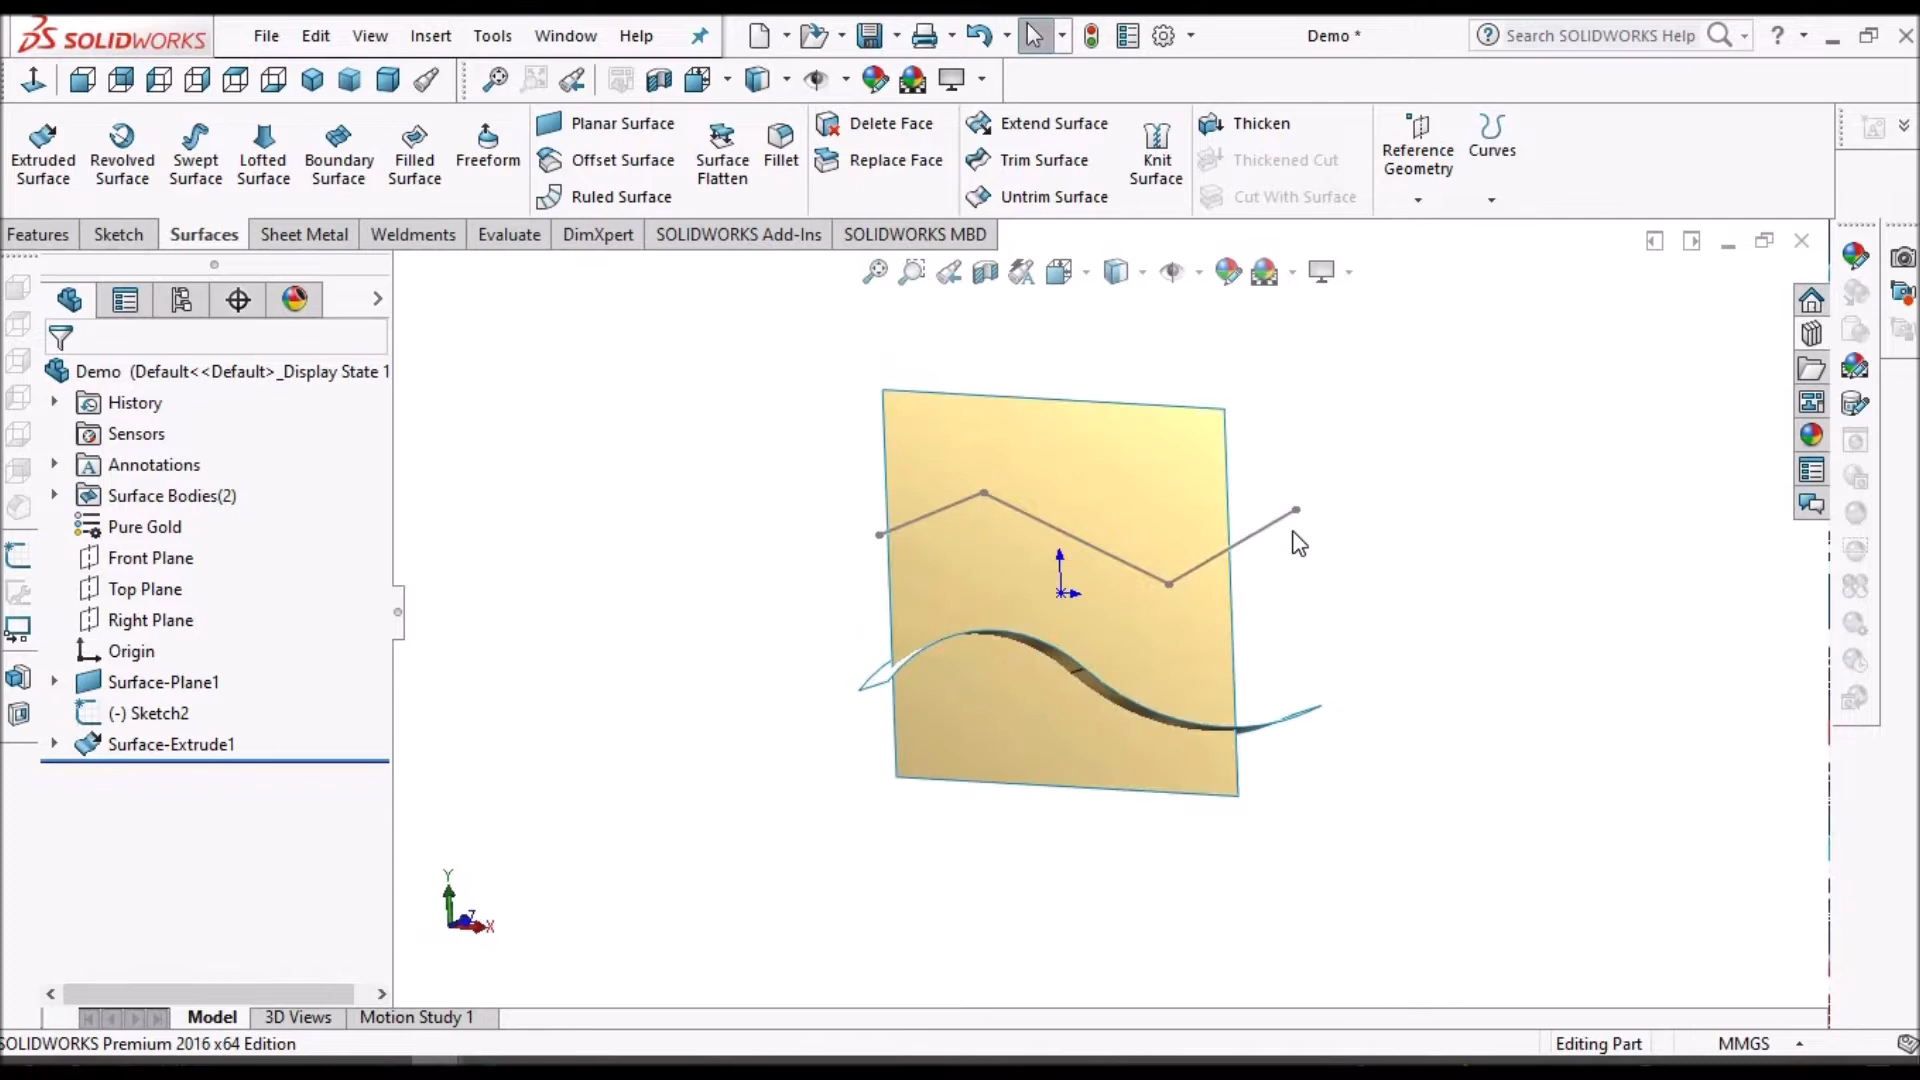 SOLIDWORKS File Edit View Insert Tools Window Help Demo * Search SOLIDWORKS Help ?
Extruded Surface
Revolved Surface
Swept Surface
Lofted Surface
Boundary Surface
Filled Surface
Freeform
Planar Surface
Offset Surface
Ruled Surface
Surface Flatten
Fillet
Delete Face
Replace Face
Extend Surface
Trim Surface
Untrim Surface
Knit Surface
Thicken
Thickened Cut
Cut With Surface
Reference Geometry
Curves
Features Sketch Surfaces Sheet Metal Weldments Evaluate DimXpert SOLIDWORKS Add-Ins SOLIDWORKS MBD
Demo (Default<<Default>_Display State 1
History
Sensors
A Annotations
Surface Bodies(2)
Pure Gold
Front Plane
Top Plane
Right Plane
Origin
Surface-Plane1
(-) Sketch2
Surface-Extrude1
Y
Z
X
Model 3D Views Motion Study 1
SOLIDWORKS Premium 2016 x64 Edition Editing Part MMGS